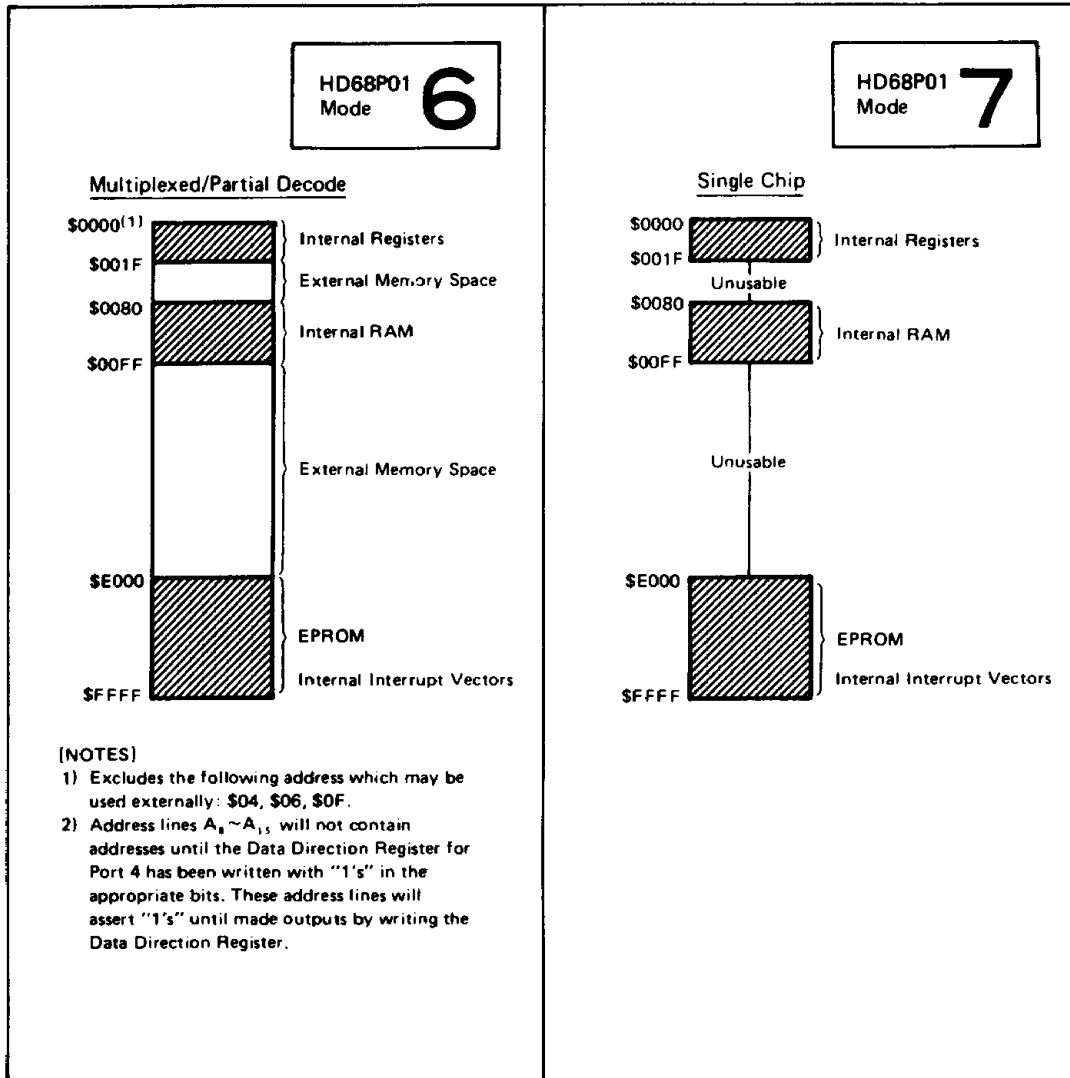 HD68P01
Mode 6
Multiplexed/Partial Decode
$0000(1)
Internal Registers
$001F
External Memory Space
$0080
Internal RAM
$00FF
External Memory Space
$E000
EPROM
Internal Interrupt Vectors
$FFFF
[NOTES]
1) Excludes the following address which may be
used externally: $04, $06, $0F.
2) Address lines A8~A15 will not contain
addresses until the Data Direction Register for
Port 4 has been written with "1's" in the
appropriate bits. These address lines will
assert "1's" until made outputs by writing the
Data Direction Register.
HD68P01
Mode 7
Single Chip
$0000
Internal Registers
$001F
Unusable
$0080
Internal RAM
$00FF
Unusable
$E000
EPROM
Internal Interrupt Vectors
$FFFF